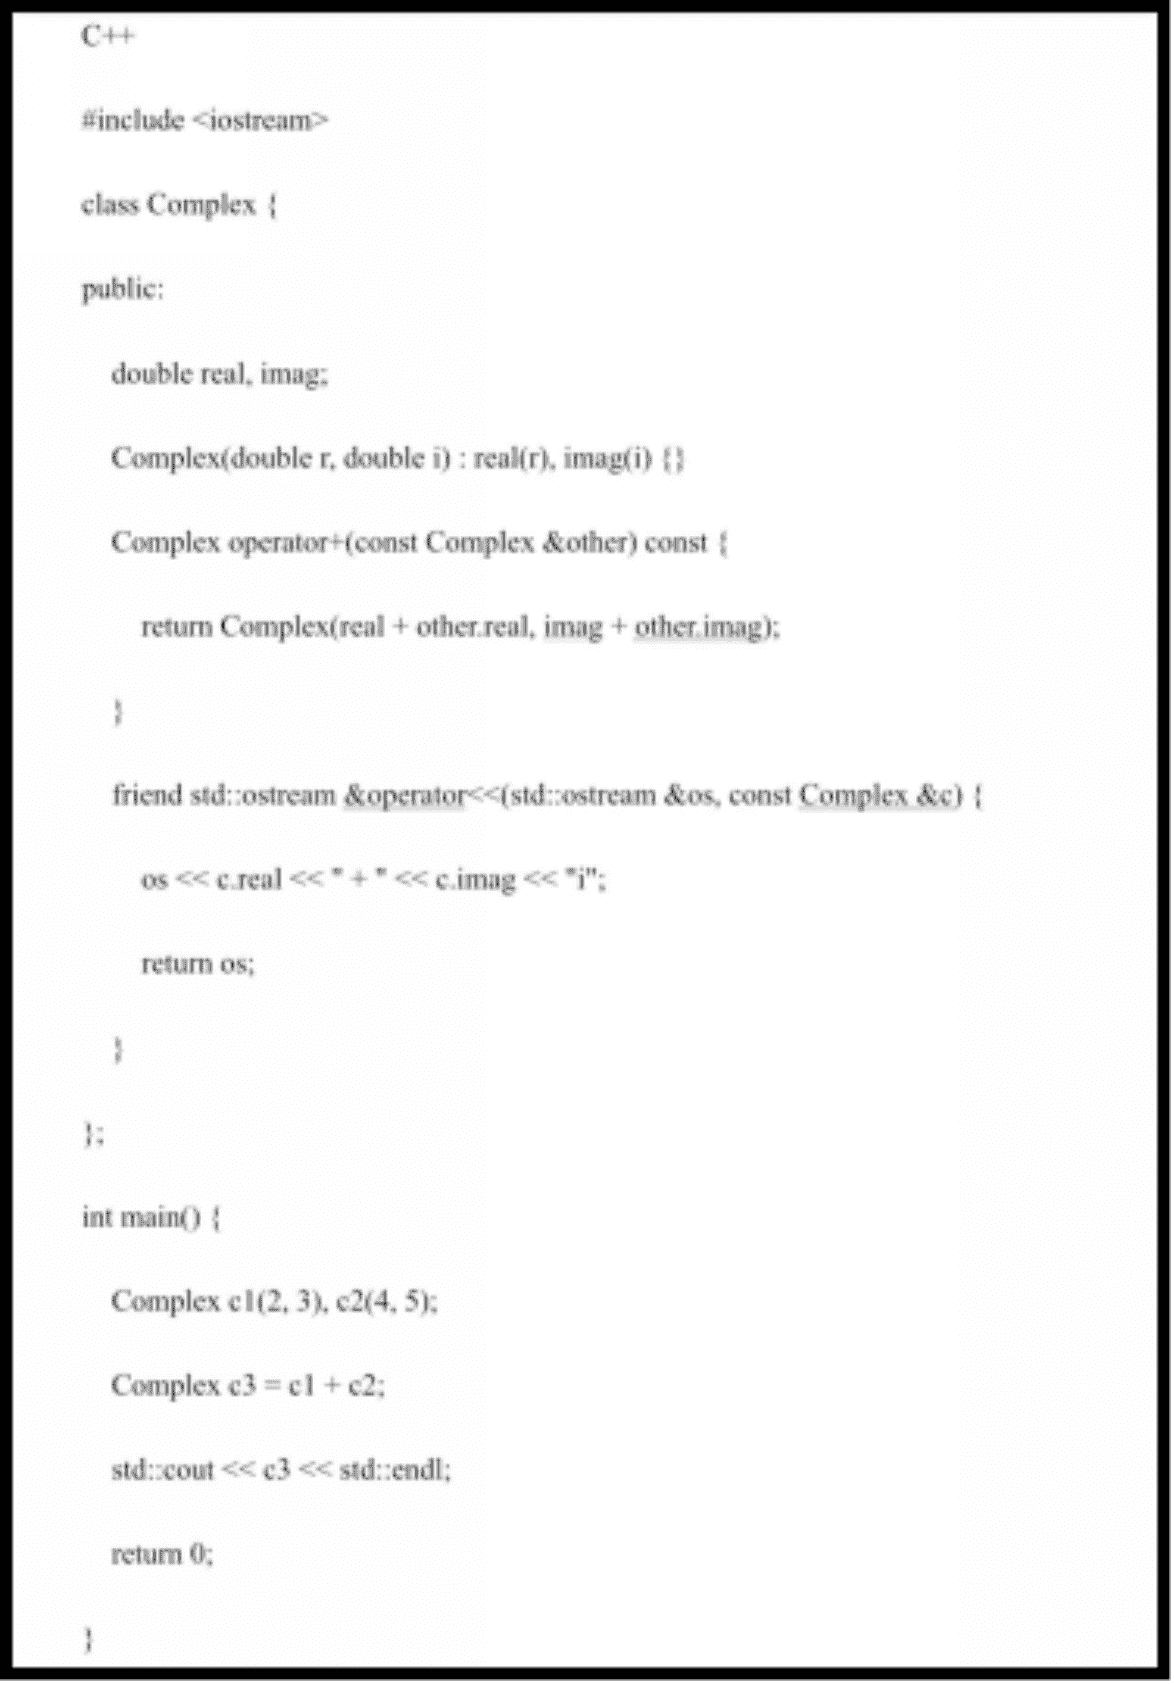 C++
#include <iostream>
class Complex {
public:
double real, imag;
Complex(double r, double i) : real(r), imag(i) {}
Complex operator+(const Complex &other) const {
return Complex(real + other.real, imag + other.imag);
}
friend std::ostream &operator<<(std::ostream &os, const Complex &c) {
os << c.real << " + " << c.imag << "i";
return os;
}
};
int main() {
Complex c1(2, 3), c2(4, 5);
Complex c3 = c1 + c2;
std::cout << c3 << std::endl;
return 0;
}